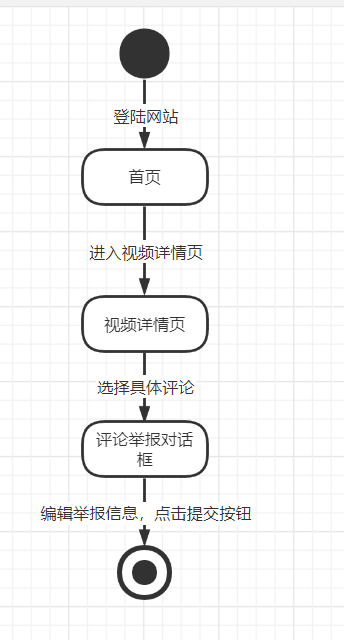 登陆网站
首页
进入视频详情页
视频详情页
选择具体评论
评论举报对话
框
编辑举报信息，点击提交按钮